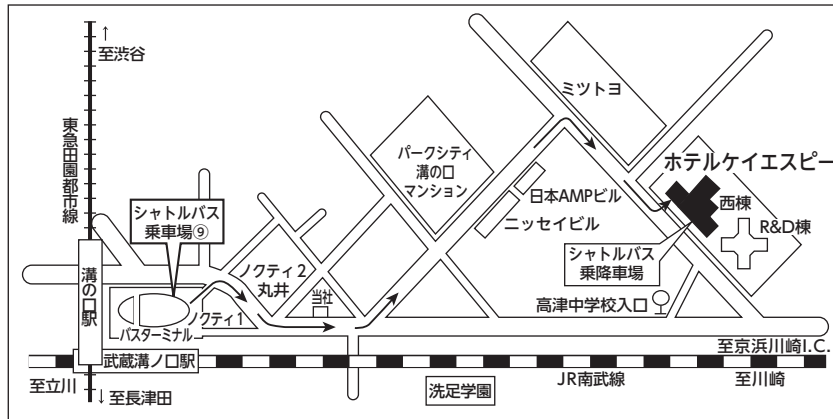 ↑
至渋谷
東急田園都市線
シャトルバス
乗車場⑨
溝の口駅
バスターミナル
ノクティ1
ノクティ2
丸井
当社
パークシティ
溝の口
マンション
ミツトヨ
日本AMPビル
ニッセイビル
ホテルケイエスピー
西棟
R&D棟
シャトルバス
乗降車場
高津中学校入口
至京浜川崎I.C.
武蔵溝ノ口駅
至立川
↓至長津田
洗足学園
JR南武線
至川崎